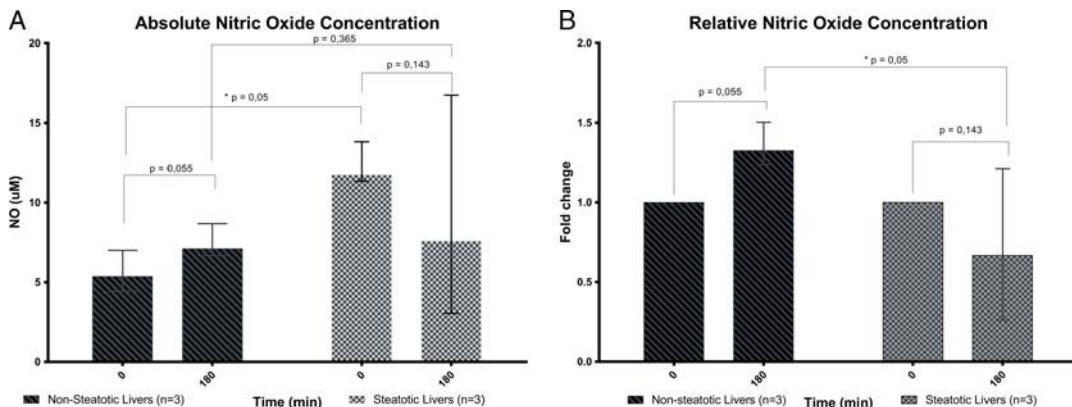 A
Absolute Nitric Oxide Concentration
20
15
10
5
0
NO (uM)
p = 0,365
p = 0,143
* p = 0,05
p = 0,055
0
180
0
180
Time (min)
Non-Steatotic Livers (n=3)
Steatotic Livers (n=3)
B
Relative Nitric Oxide Concentration
2.0
1.5
1.0
0.5
0.0
Fold change
* p = 0,05
p = 0,055
p = 0,143
0
180
0
180
Time (min)
Non-steatotic Livers (n=3)
Steatotic Livers (n=3)